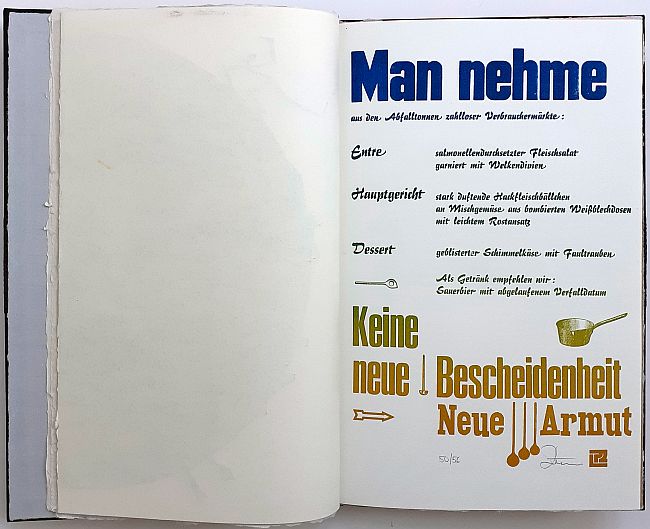 Man nehme
aus den Abfalltonnen zahlloser Verbrauchermärkte:
Entre
salmonellendurchsetzter Fleischsalat
garniert mit Welkendivien
Hauptgericht
stark duftende Hackfleischbällchen
an Mischgemüse aus bombierten Weißblechdosen
mit leichtem Rostansatz
Dessert
geblisterter Schimmelkäse mit Faultrauben
Als Getränk empfehlen wir:
Sauerbier mit abgelaufenem Verfalldatum
Keine
neue Bescheidenheit
Neue Armut
50/56